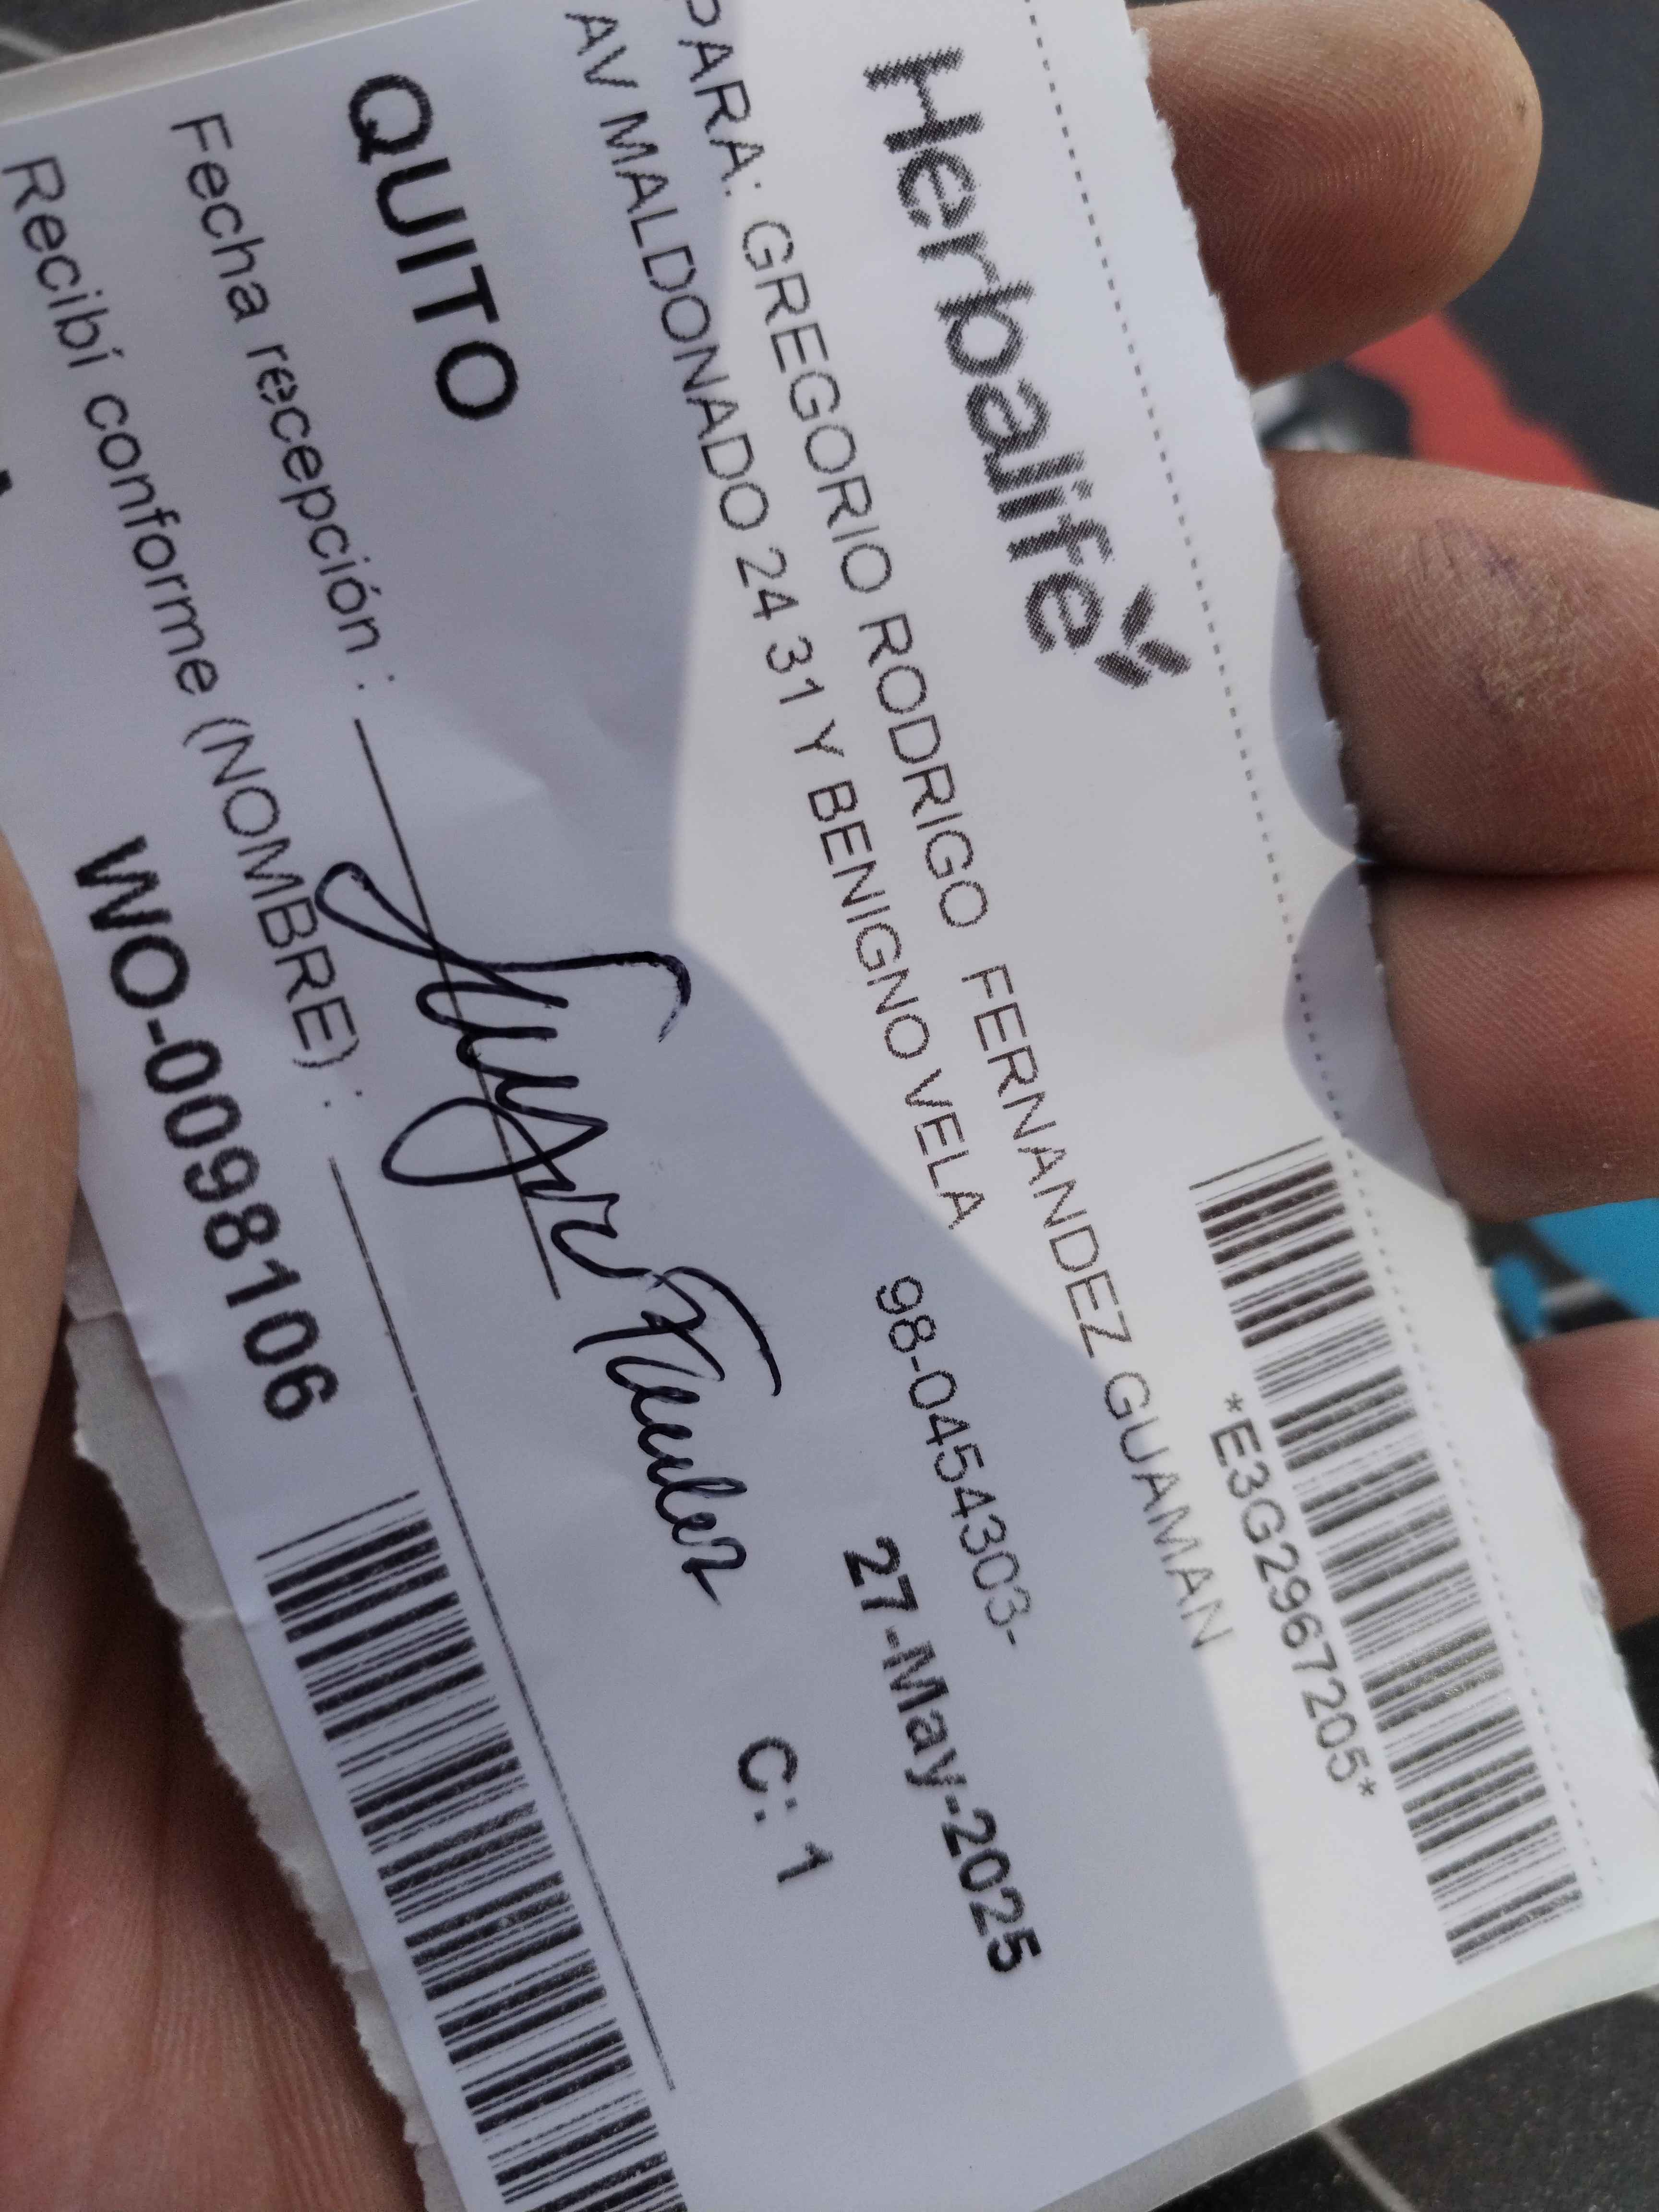 Herbalife
*E3G2967205*
PARA: GREGORIO RODRIGO FERNANDEZ GUAMAN
AV MALDONADO 24 31 Y BENIGNO VELA 98-0454303-
27-May-2025
QUITO
C: 1
Fecha recepción :
Recibí conforme (NOMBRE) :
WO-0098106